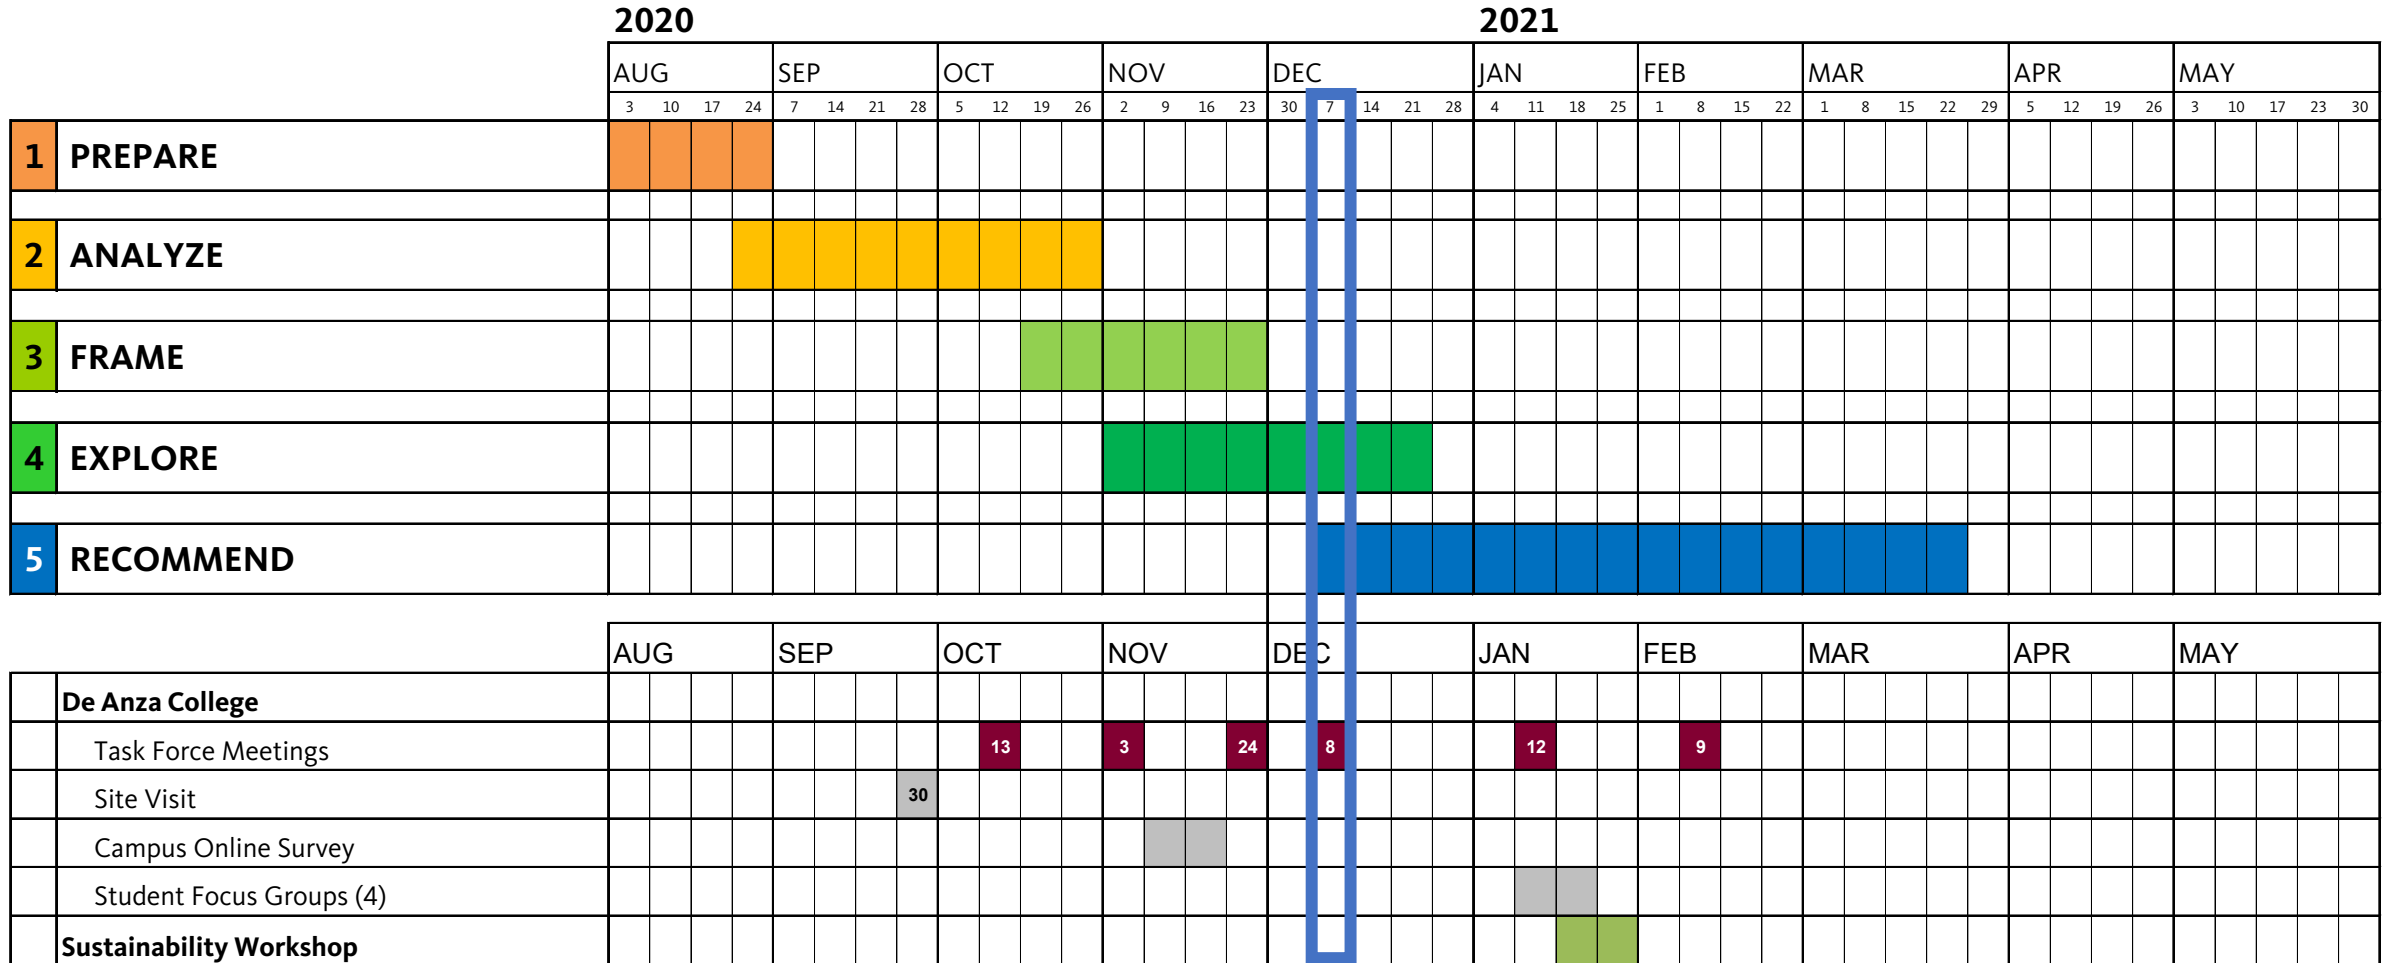 2020 2021
AUG SEP OCT NOV DEC JAN FEB MAR APR MAY
3 10 17 24 7 14 21 28 5 12 19 26 2 9 16 23 30 7 14 21 28 4 11 18 25 1 8 15 22 1 8 15 22 29 5 12 19 26 3 10 17 23 30
1 PREPARE
2 ANALYZE
3 FRAME
4 EXPLORE
5 RECOMMEND
AUG SEP OCT NOV DEC JAN FEB MAR APR MAY
De Anza College
Task Force Meetings 13 3 24 8 12 9
Site Visit 30
Campus Online Survey
Student Focus Groups (4)
Sustainability Workshop